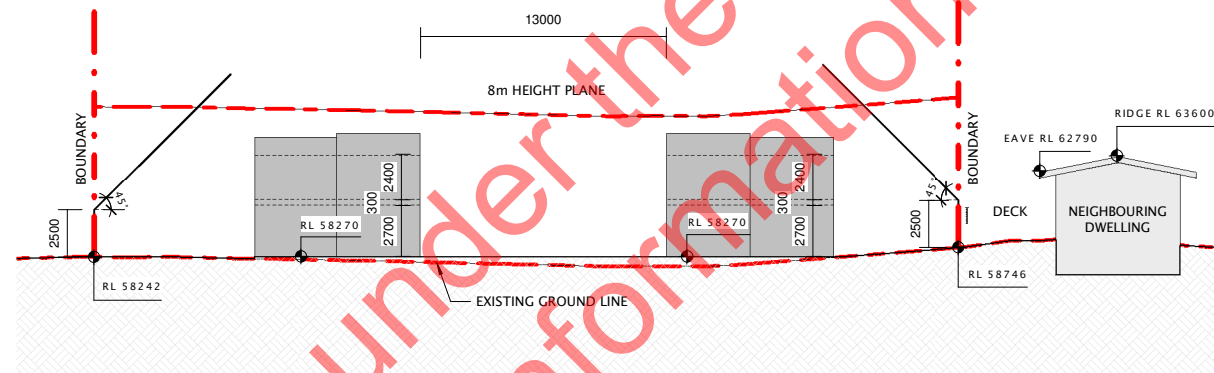 13000
8m HEIGHT PLANE
BOUNDARY
BOUNDARY
RIDGE RL 63600
EAVE RL 62790
45°
45°
2400
300
2700
2400
300
2700
2500
2500
RL 58270
RL 58270
DECK
NEIGHBOURING
DWELLING
RL 58242
RL 58746
EXISTING GROUND LINE
under the
nformation